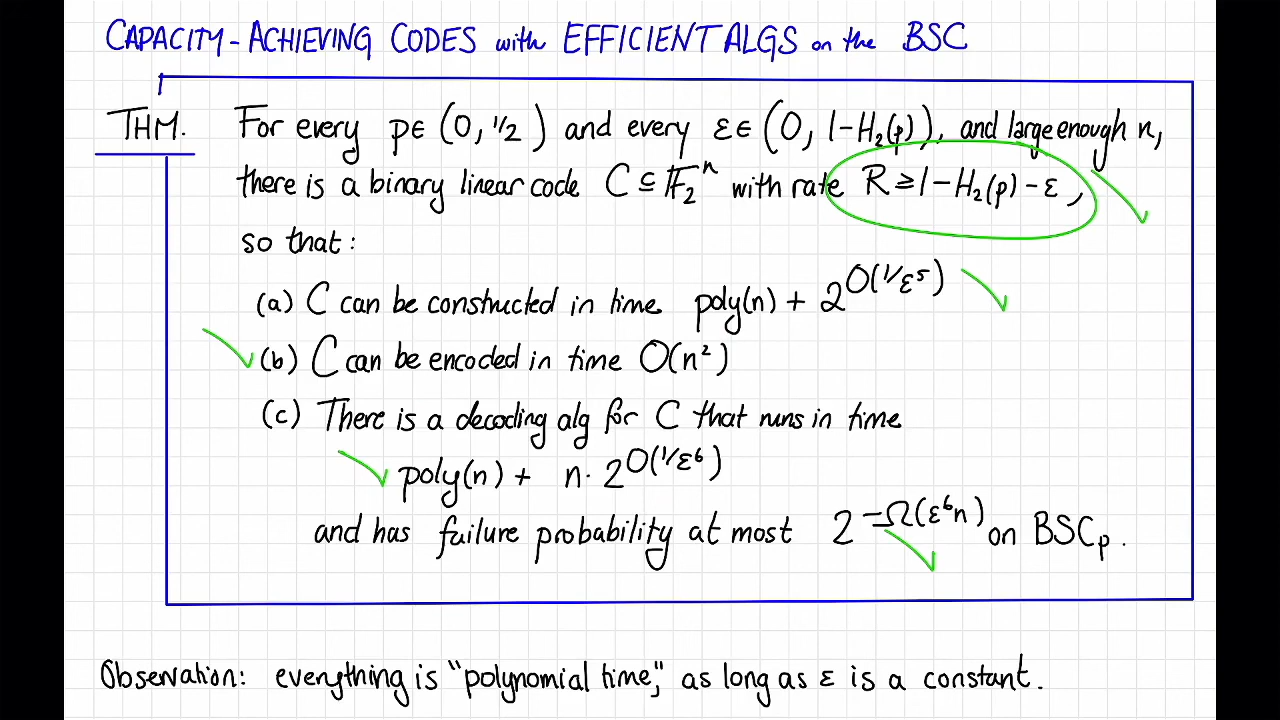 CAPACITY-ACHIEVING CODES with EFFICIENT ALGS on the BSC
THM. For every p∈(0, 1/2) and every ε∈(0, 1-H₂(p)), and large enough n,
there is a binary linear code C ⊆ 𝔽₂ⁿ with rate R ≥ 1-H₂(p)-ε,
so that:
(a) C can be constructed in time poly(n) + 2^{O(1/ε⁵)}
(b) C can be encoded in time O(n²)
(c) There is a decoding alg for C that runs in time
poly(n) + n·2^{O(1/ε⁶)}
and has failure probability at most 2^{-Ω(ε⁶n)} on BSCₚ.
Observation: everything is "polynomial time," as long as ε is a constant.